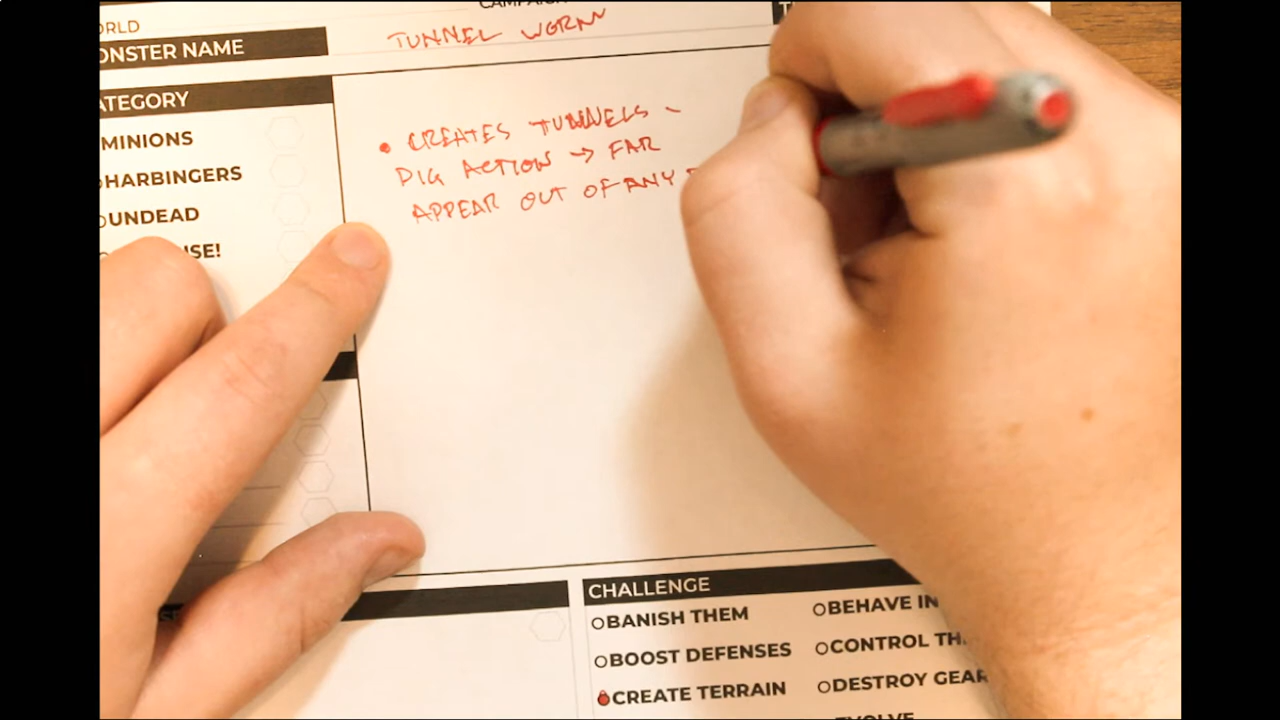 ORLD
ONSTER NAME
TUNNEL WORM
ATEGORY
MINIONS
HARBINGERS
UNDEAD
SE!
• CREATES TUNNELS -
DIG ACTION → FAR
APPEAR OUT OF ANY
CHALLENGE
BANISH THEM
BEHAVE IN
BOOST DEFENSES
CONTROL TH
CREATE TERRAIN
DESTROY GEAR
EVOLVE